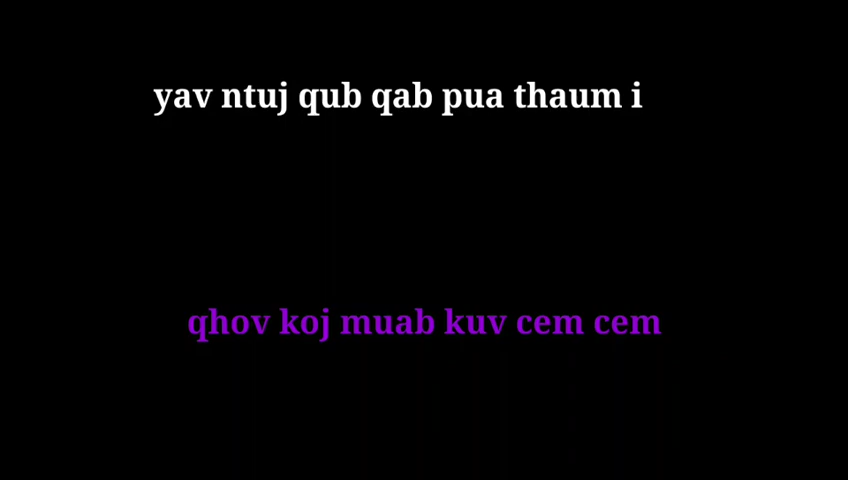 yav ntuj qub qab pua thaum i
qhov koj muab kuv cem cem